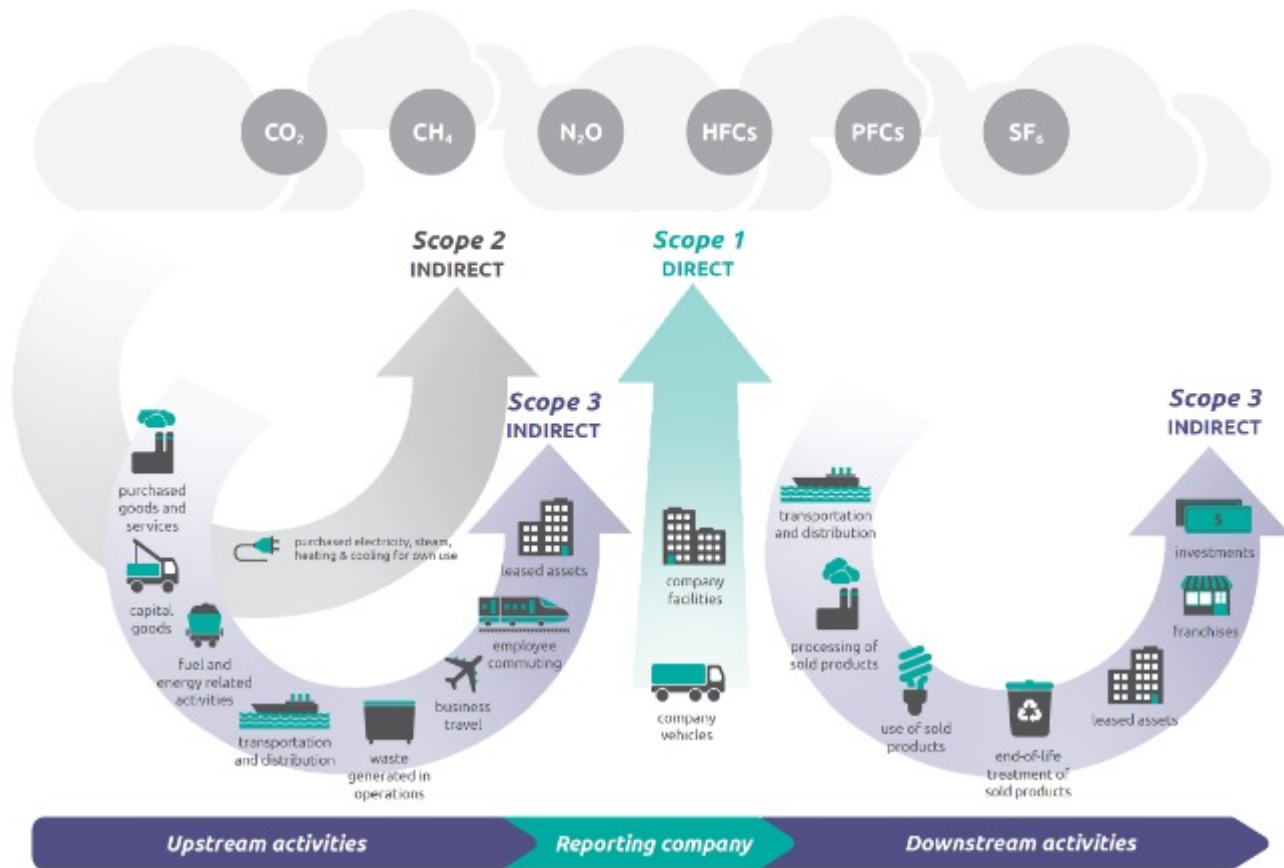 CO₂
CH₄
N₂O
HFCs
PFCs
SF₆
Scope 2
INDIRECT
Scope 1
DIRECT
Scope 3
INDIRECT
Scope 3
INDIRECT
purchased
goods and
services
capital
goods
fuel and
energy related
activities
purchased electricity, steam,
heating & cooling for own use
transportation
and distribution
waste
generated in
operations
business
travel
employee
commuting
leased assets
company
facilities
company
vehicles
transportation
and distribution
processing of
sold products
use of sold
products
end-of-life
treatment of
sold products
leased assets
franchises
$
investments
Upstream activities
Reporting company
Downstream activities